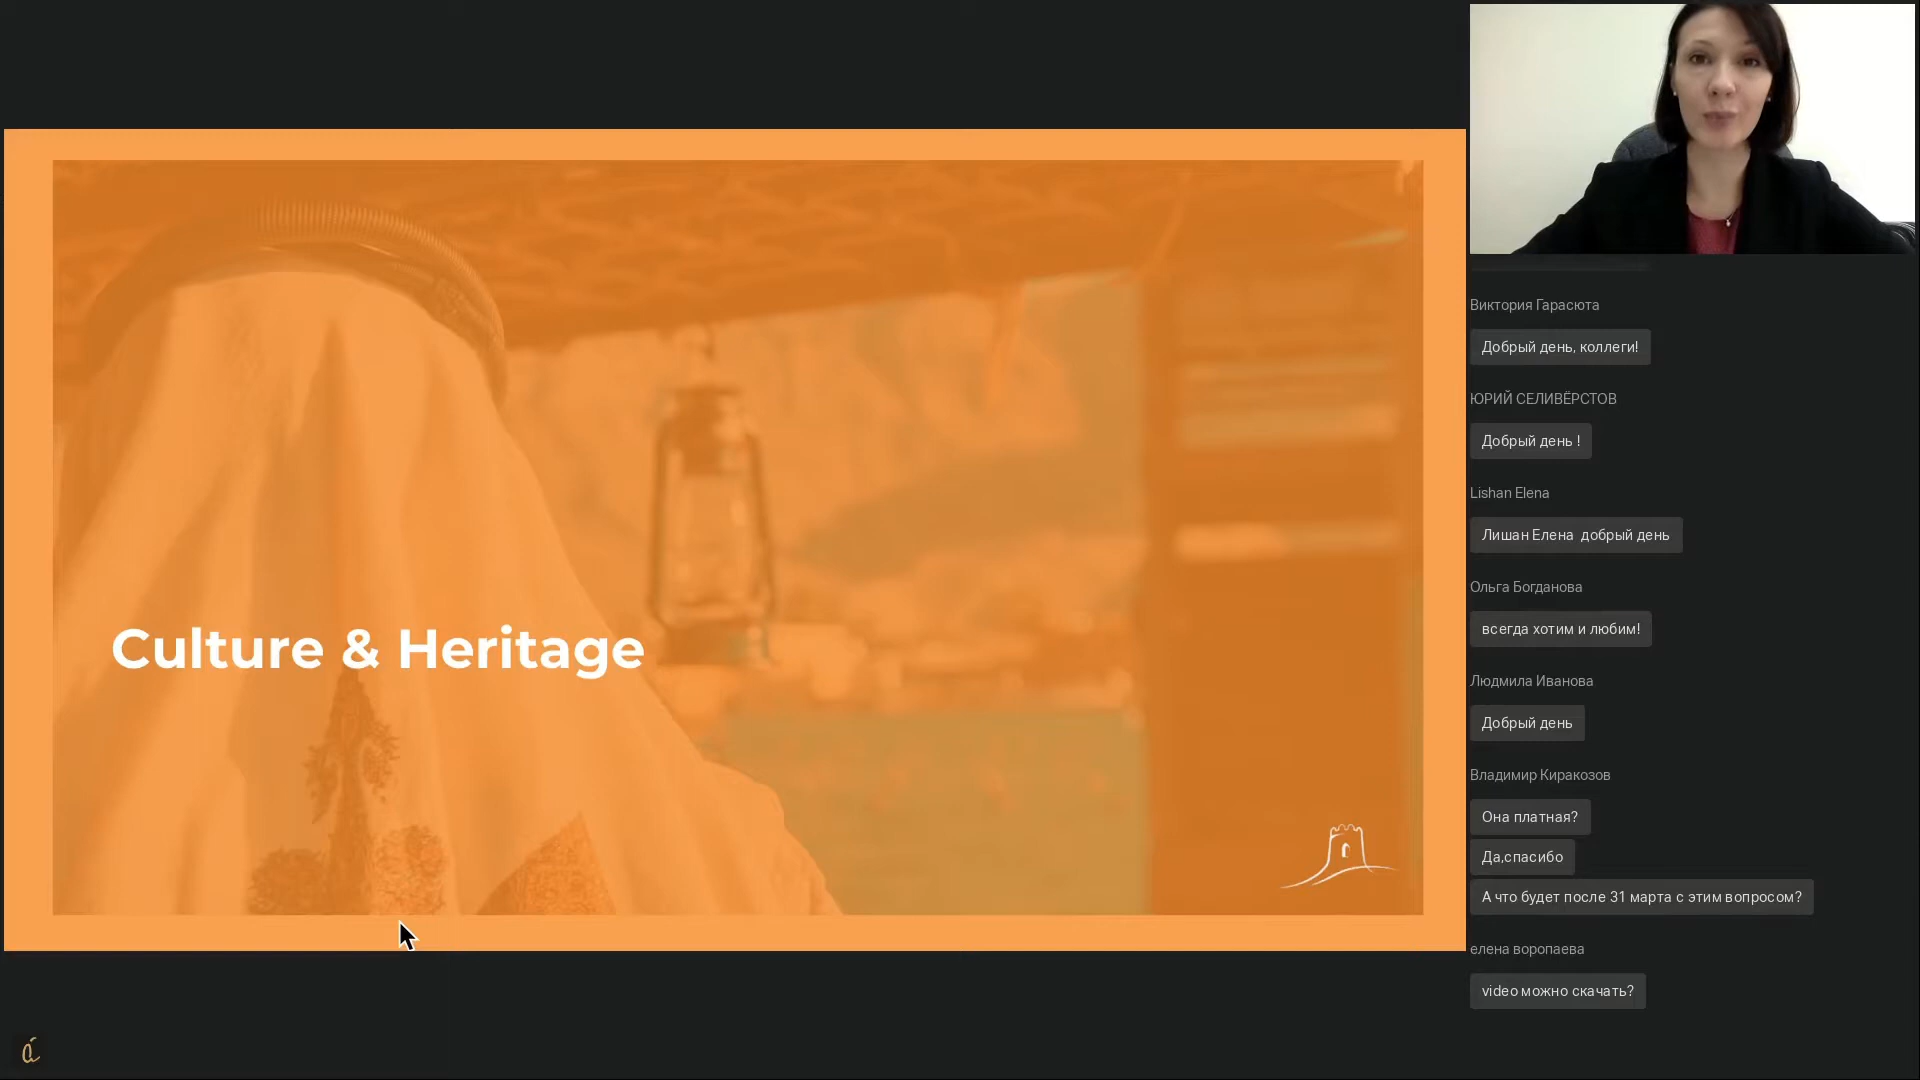 Culture & Heritage
Виктория Гарасюта
Добрый день, коллеги!
ЮРИЙ СЕЛИВЁРСТОВ
Добрый день !
Lishan Elena
Лишан Елена добрый день
Ольга Богданова
всегда хотим и любим!
Людмила Иванова
Добрый день
Владимир Киракозов
Она платная?
Да,спасибо
А что будет после 31 марта с этим вопросом?
елена воропаева
video можно скачать?
á